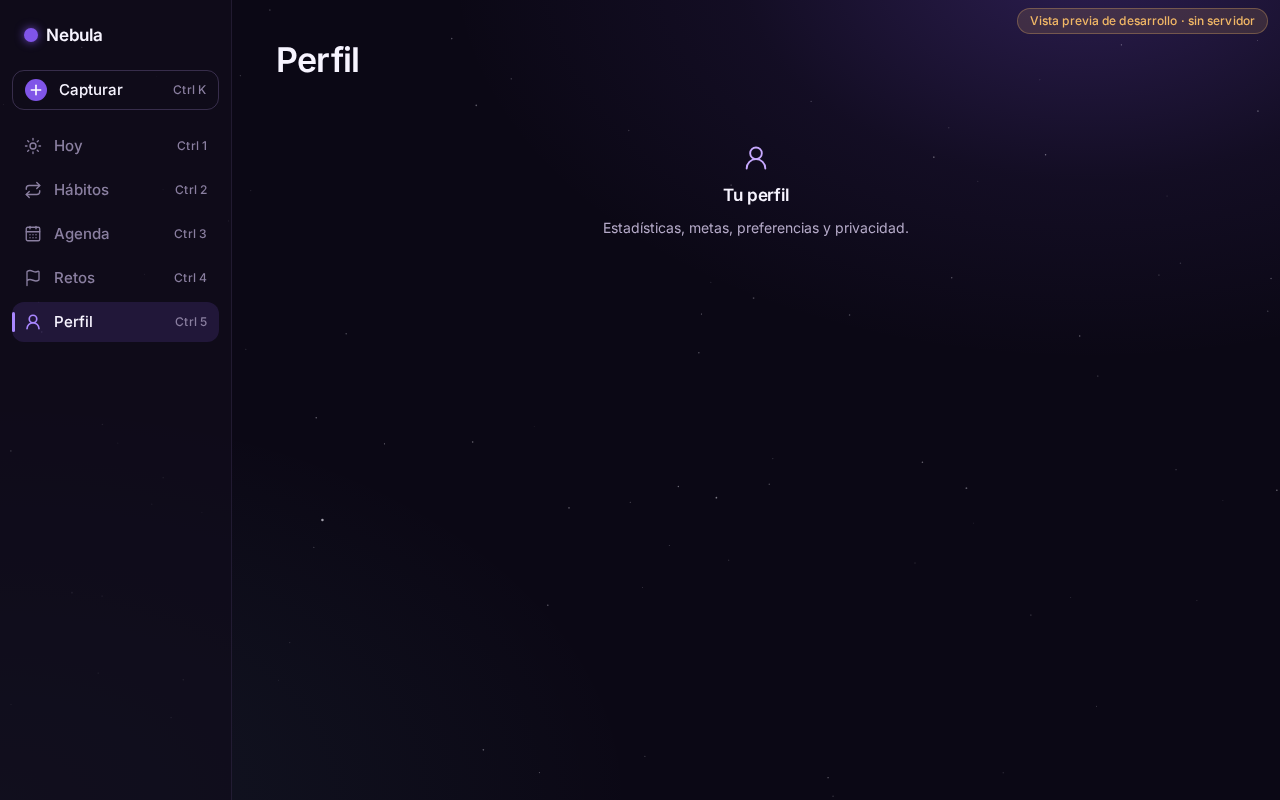 Nebula
Capturar Ctrl K
Hoy Ctrl 1
Hábitos Ctrl 2
Agenda Ctrl 3
Retos Ctrl 4
Perfil Ctrl 5
Vista previa de desarrollo · sin servidor
Perfil
Tu perfil
Estadísticas, metas, preferencias y privacidad.